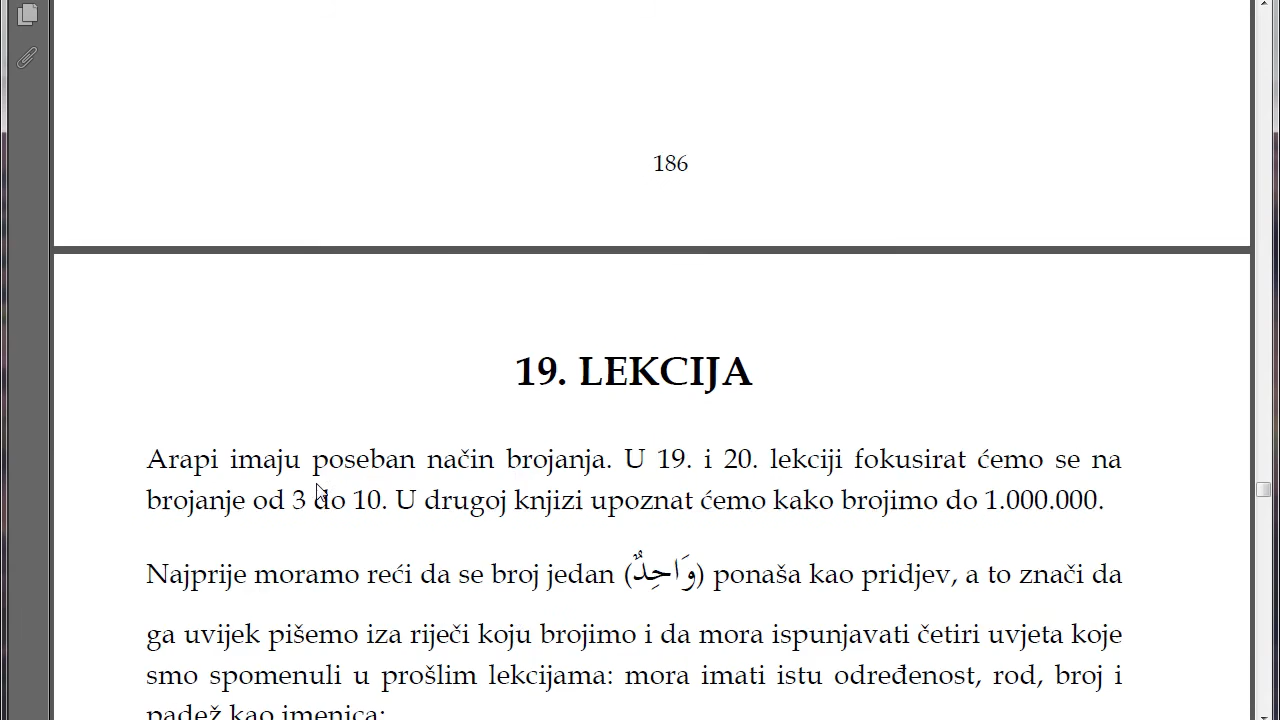 186
19. LEKCIJA
Arapi imaju poseban način brojanja. U 19. i 20. lekciji fokusirat ćemo se na
brojanje od 3 do 10. U drugoj knjizi upoznat ćemo kako brojimo do 1.000.000.
Najprije moramo reći da se broj jedan (وَاحِدٌ) ponaša kao pridjev, a to znači da
ga uvijek pišemo iza riječi koju brojimo i da mora ispunjavati četiri uvjeta koje
smo spomenuli u prošlim lekcijama: mora imati istu određenost, rod, broj i
padež kao imenica: